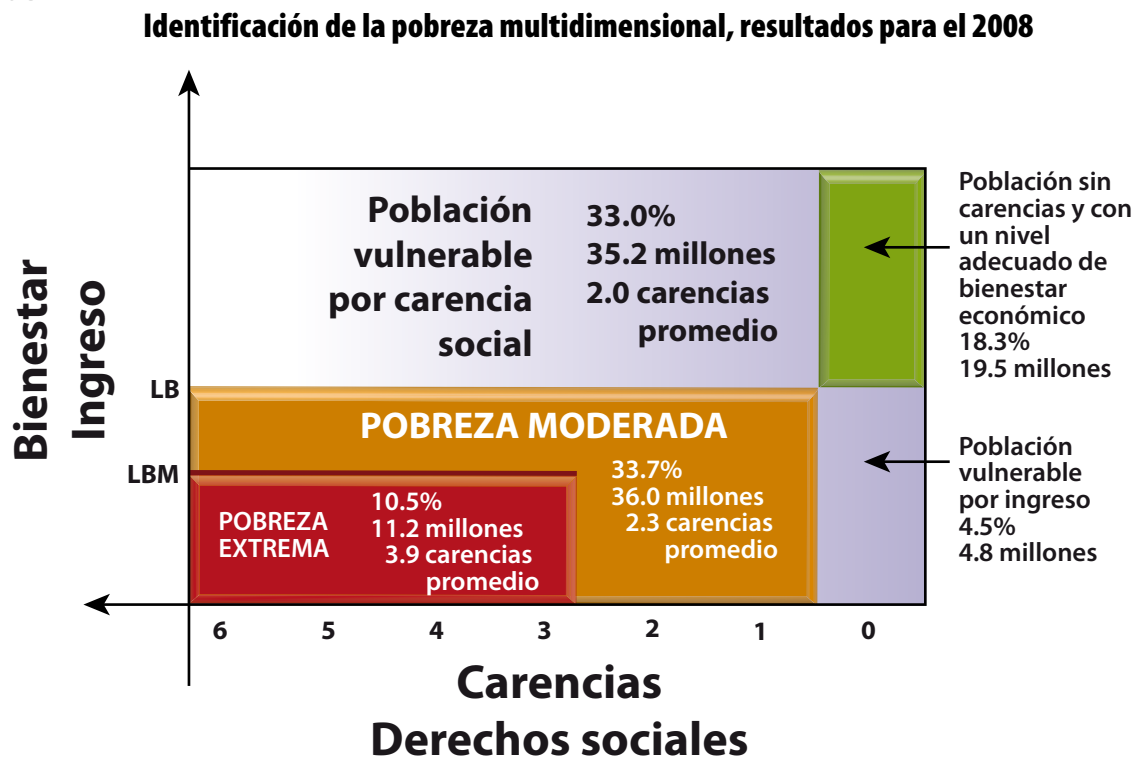 Identificación de la pobreza multidimensional, resultados para el 2008
Bienestar
Ingreso
Población
vulnerable
por carencia
social
33.0%
35.2 millones
2.0 carencias
promedio
Población sin
carencias y con
un nivel
adecuado de
bienestar
económico
18.3%
19.5 millones
LB
POBREZA MODERADA
33.7%
36.0 millones
2.3 carencias
promedio
LBM
POBREZA
EXTREMA
10.5%
11.2 millones
3.9 carencias
promedio
Población
vulnerable
por ingreso
4.5%
4.8 millones
6 5 4 3 2 1 0
Carencias
Derechos sociales